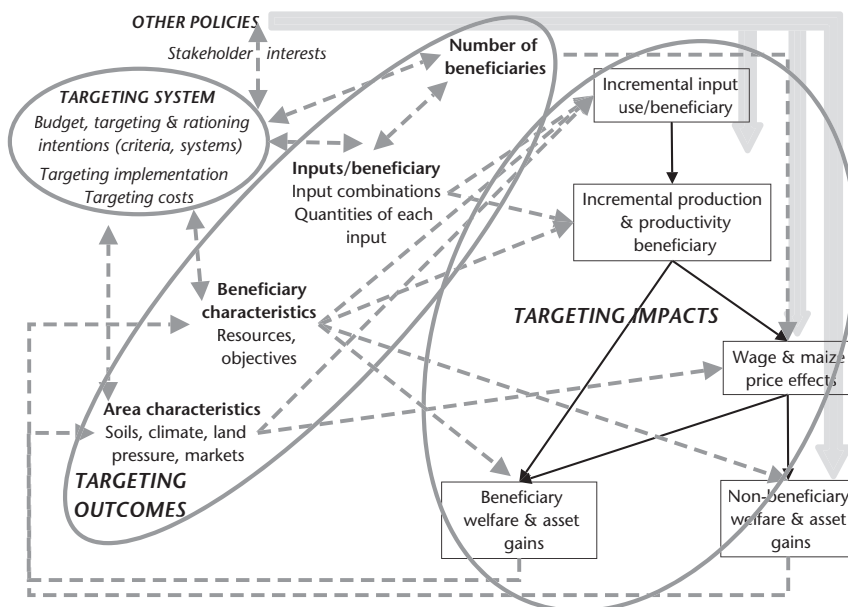 OTHER POLICIES
Stakeholder interests
Number of
beneficiaries
TARGETING SYSTEM
Budget, targeting & rationing
intentions (criteria, systems)
Targeting implementation
Targeting costs
Inputs/beneficiary
Input combinations
Quantities of each
input
Beneficiary
characteristics
Resources,
objectives
Area characteristics
Soils, climate, land
pressure, markets
TARGETING
OUTCOMES
Incremental input
use/beneficiary
Incremental production
& productivity
beneficiary
TARGETING IMPACTS
Wage & maize
price effects
Beneficiary
welfare & asset
gains
Non-beneficiary
welfare & asset
gains